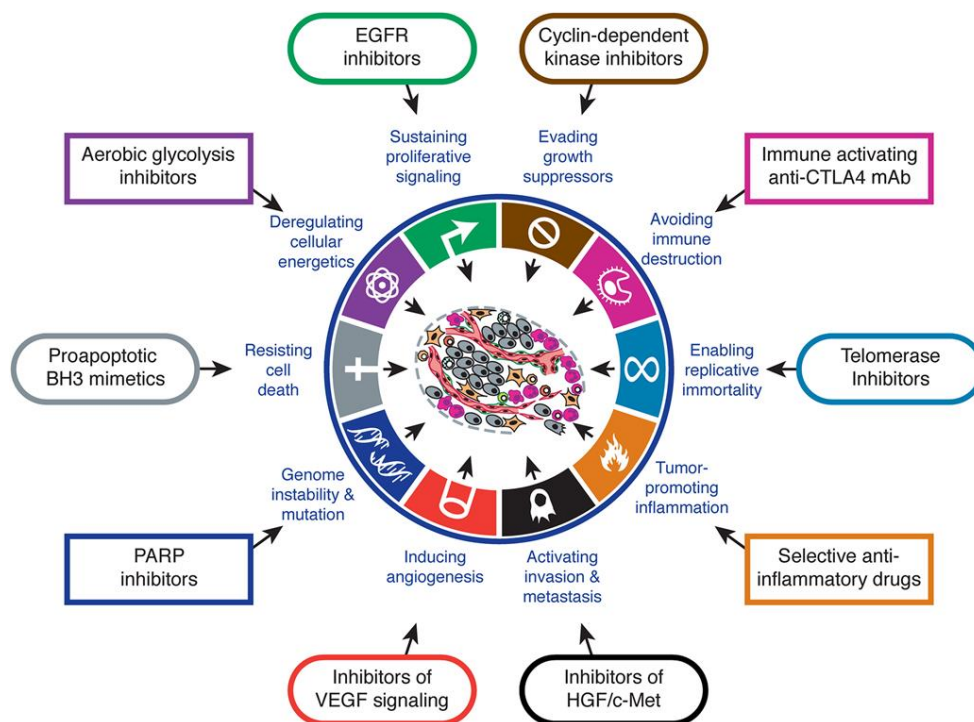 EGFR
inhibitors
Cyclin-dependent
kinase inhibitors
Sustaining
proliferative
signaling
Evading
growth
suppressors
Aerobic glycolysis
inhibitors
Immune activating
anti-CTLA4 mAb
Deregulating
cellular
energetics
Avoiding
immune
destruction
Proapoptotic
BH3 mimetics
Resisting
cell
death
Enabling
replicative
immortality
Telomerase
Inhibitors
Genome
instability &
mutation
Tumor-
promoting
inflammation
PARP
inhibitors
Inducing
angiogenesis
Activating
invasion &
metastasis
Selective anti-
inflammatory drugs
Inhibitors of
VEGF signaling
Inhibitors of
HGF/c-Met